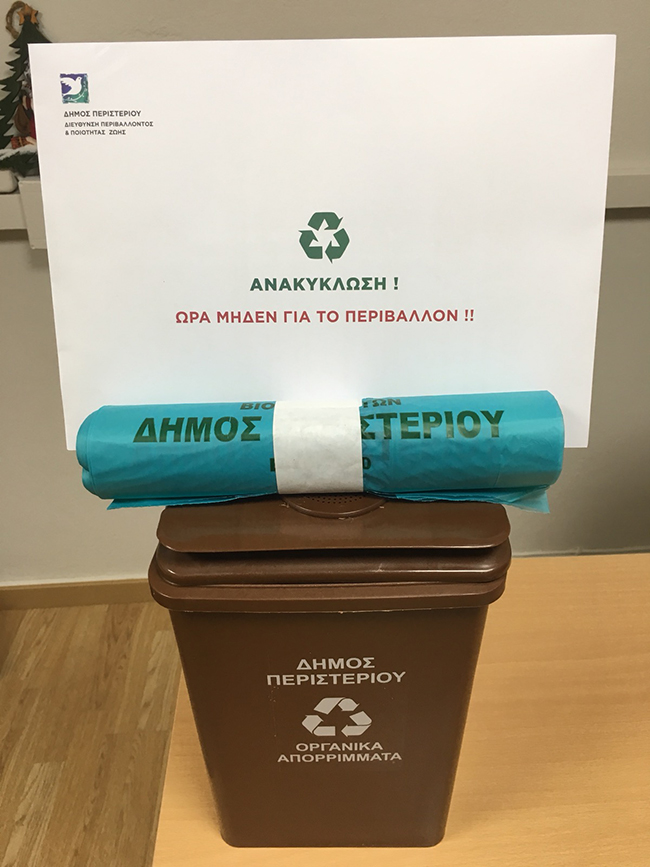 ΔΗΜΟΣ ΠΕΡΙΣΤΕΡΙΟΥ
ΔΙΕΥΘΥΝΣΗ ΠΕΡΙΒΑΛΛΟΝΤΟΣ
& ΠΟΙΟΤΗΤΑΣ ΖΩΗΣ
ΑΝΑΚΥΚΛΩΣΗ !
ΩΡΑ ΜΗΔΕΝ ΓΙΑ ΤΟ ΠΕΡΙΒΑΛΛΟΝ !!
ΔΗΜΟΣ ΣΤΕΡΙΟΥ
ΔΗΜΟΣ
ΠΕΡΙΣΤΕΡΙΟΥ
ΟΡΓΑΝΙΚΑ
ΑΠΟΡΡΙΜΜΑΤΑ